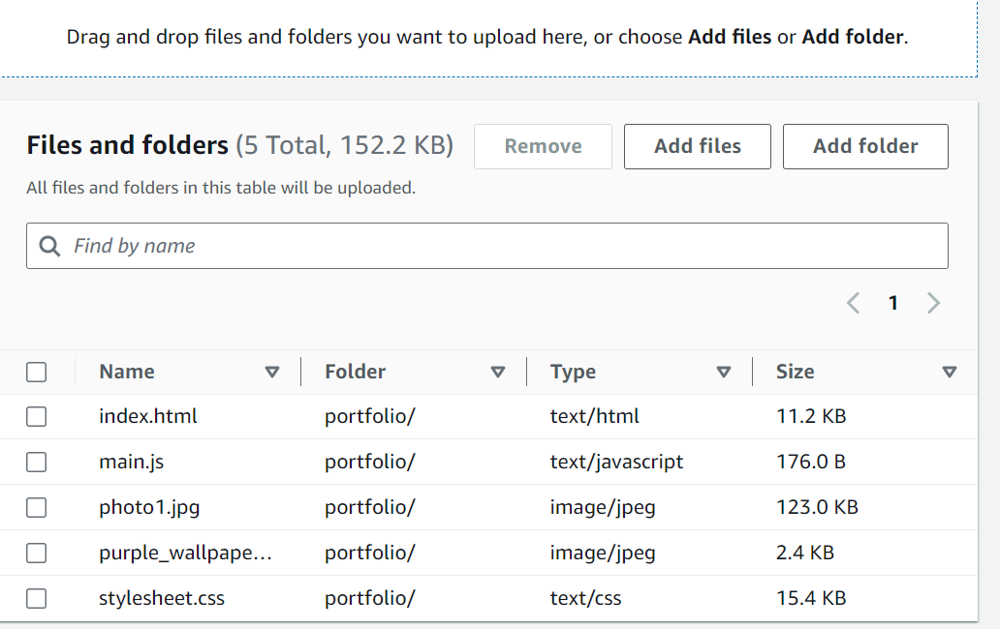 Drag and drop files and folders you want to upload here, or choose Add files or Add folder.
Files and folders (5 Total, 152.2 KB) Remove Add files Add folder
All files and folders in this table will be uploaded.
Find by name
1
Name Folder Type Size
index.html portfolio/ text/html 11.2 KB
main.js portfolio/ text/javascript 176.0 B
photo1.jpg portfolio/ image/jpeg 123.0 KB
purple_wallpape... portfolio/ image/jpeg 2.4 KB
stylesheet.css portfolio/ text/css 15.4 KB